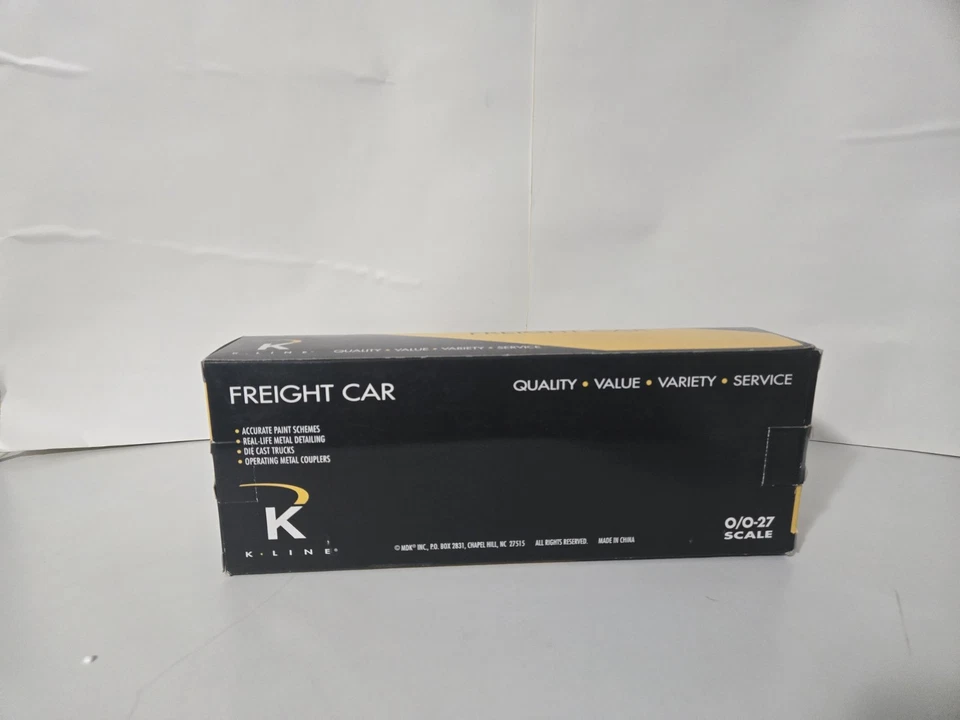 FREIGHT CAR
K
K·LINE
QUALITY • VALUE • VARIETY • SERVICE
FREIGHT CAR
QUALITY • VALUE • VARIETY • SERVICE
• ACCURATE PAINT SCHEMES
• REAL-LIFE METAL DETAILING
• DIE CAST TRUCKS
• OPERATING METAL COUPLERS
K
K·LINE®
© MDK® INC., P.O. BOX 2831, CHAPEL HILL, NC 27515 ALL RIGHTS RESERVED. MADE IN CHINA
O/O-27
SCALE